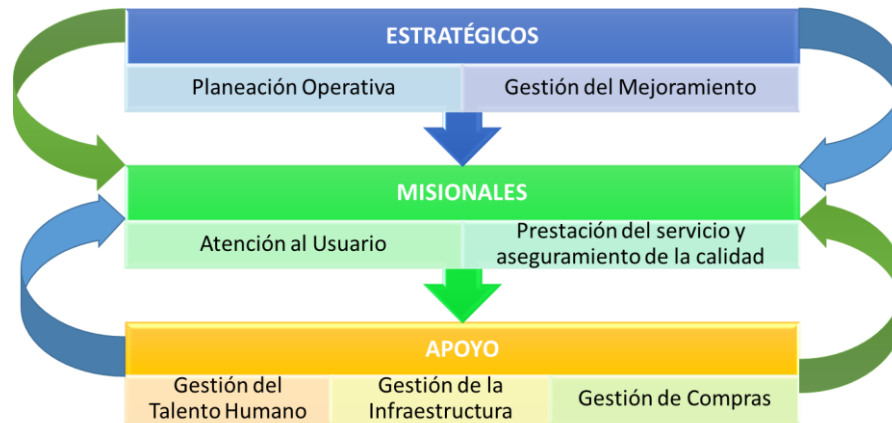 ESTRATÉGICOS
Planeación Operativa
Gestión del Mejoramiento
MISIONALES
Atención al Usuario
Prestación del servicio y
aseguramiento de la calidad
APOYO
Gestión del
Talento Humano
Gestión de la
Infraestructura
Gestión de Compras